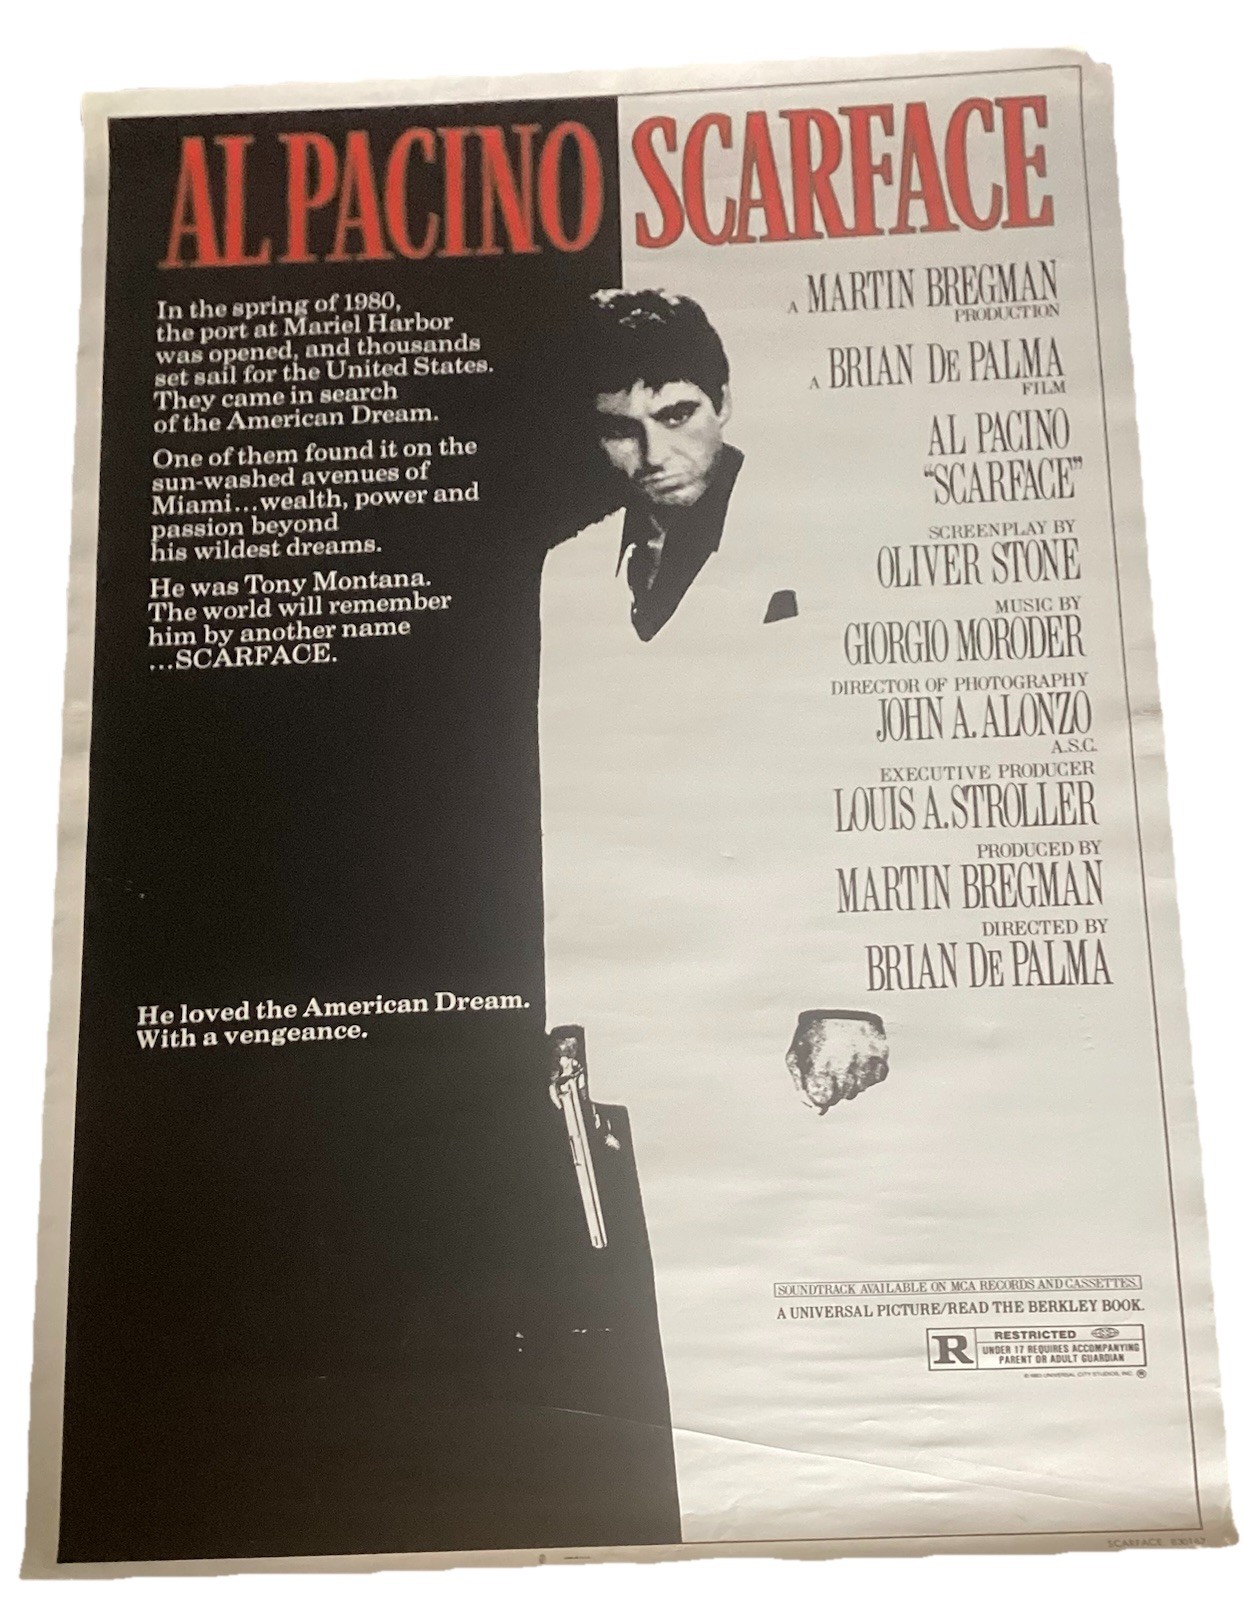 AL PACINO SCARFACE
In the spring of 1980,
the port at Mariel Harbor
was opened, and thousands
set sail for the United States.
They came in search
of the American Dream.
One of them found it on the
sun-washed avenues of
Miami...wealth, power and
passion beyond
his wildest dreams.
He was Tony Montana.
The world will remember
him by another name
...SCARFACE.
He loved the American Dream.
With a vengeance.
A MARTIN BREGMAN
PRODUCTION
A BRIAN DE PALMA
FILM
AL PACINO
“SCARFACE”
SCREENPLAY BY
OLIVER STONE
MUSIC BY
GIORGIO MORODER
DIRECTOR OF PHOTOGRAPHY
JOHN A. ALONZO
A.S.C.
EXECUTIVE PRODUCER
LOUIS A. STROLLER
PRODUCED BY
MARTIN BREGMAN
DIRECTED BY
BRIAN DE PALMA
SOUNDTRACK AVAILABLE ON MCA RECORDS AND CASSETTES.
A UNIVERSAL PICTURE/READ THE BERKLEY BOOK.
R RESTRICTED
UNDER 17 REQUIRES ACCOMPANYING
PARENT OR ADULT GUARDIAN
© 1983 UNIVERSAL CITY STUDIOS, INC.
SCARFACE